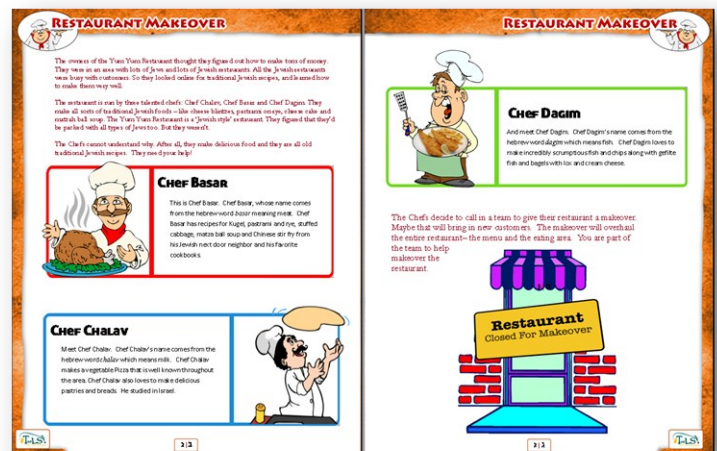 RESTAURANT MAKEOVER
The owners of the Yum Yum Restaurant thought they figured out how to make tons of money.
They were in an area with lots of Jews and lots of Jewish restaurants. All the Jewish restaurants
were busy with customers. So they looked online for traditional Jewish recipes, and learned how
to make them very well.
The restaurant is run by three talented chefs: Chef Chalav, Chef Basar and Chef Dagim. They
make all sorts of traditional Jewish foods – like cheese blintzes, pastrami on rye, cheese cake and
matzah ball soup. The Yum Yum Restaurant is a 'Jewish style' restaurant. They figured that they'd
be packed with all types of Jews too. But they weren't.
The Chefs cannot understand why. After all, they make delicious food and they are all old
traditional Jewish recipes. They need your help!
CHEF BASAR
This is Chef Basar. Chef Basar, whose name comes
from the hebrew word basar meaning meat. Chef
Basar has recipes for Kugel, pastrami and rye, stuffed
cabbage, matza ball soup and Chinese stir fry from
his Jewish next door neighbor and his favorite
cookbooks.
CHEF CHALAV
Meet Chef Chalav. Chef Chalav's name comes from the
hebrew word chalav which means milk. Chef Chalav
makes a vegetable Pizza that is well known throughout
the area. Chef Chalav also loves to make delicious
pastries and breads. He studied in Israel.
RESTAURANT MAKEOVER
CHEF DAGIM
And meet Chef Dagim. Chef Dagim's name comes from the
hebrew word dagim which means fish. Chef Dagim loves to
make incredibly scrumptious fish and chips along with gefilte
fish and bagels with lox and cream cheese.
The Chefs decide to call in a team to give their restaurant a makeover.
Maybe that will bring in new customers. The makeover will overhaul
the entire restaurant– the menu and the eating area. You are part of
the team to help
makeover the
restaurant.
Restaurant
Closed For Makeover